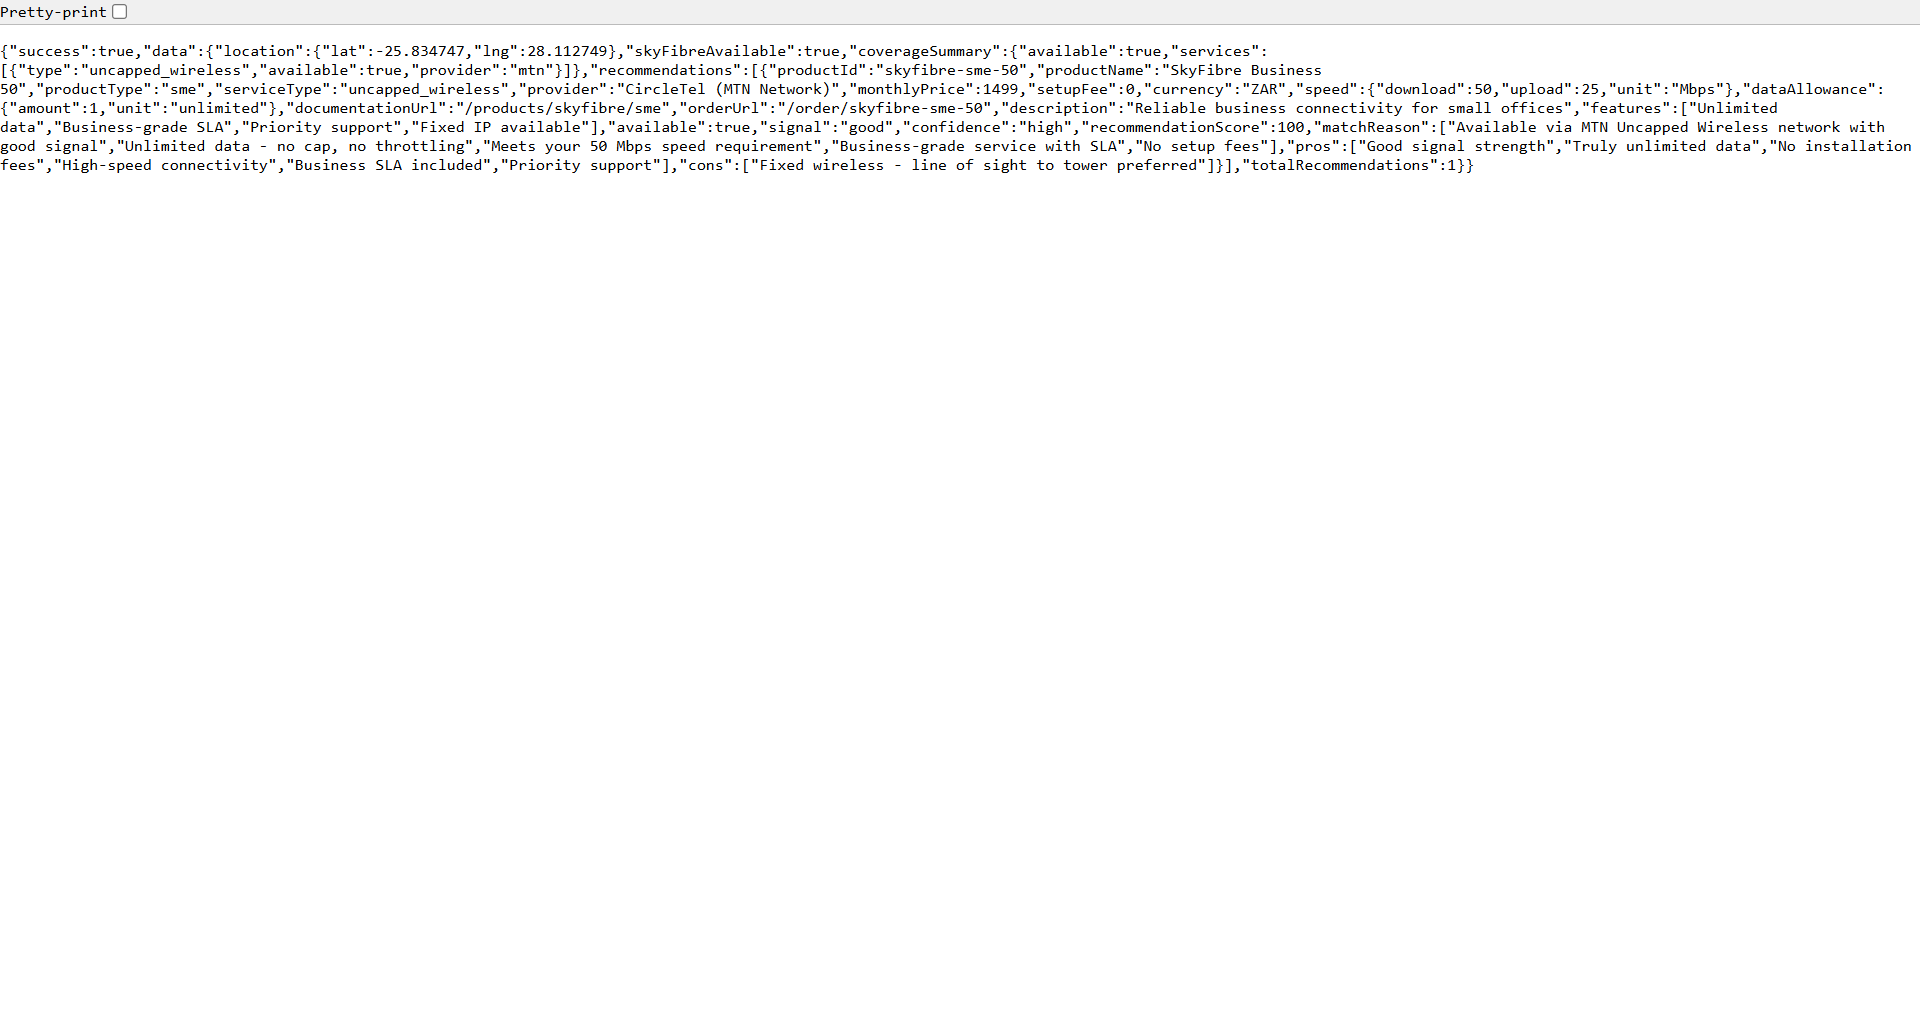 Pretty-print
{"success":true,"data":{"location":{"lat":-25.834747,"lng":28.112749},"skyFibreAvailable":true,"coverageSummary":{"available":true,"services":
[{"type":"uncapped_wireless","available":true,"provider":"mtn"}]},"recommendations":[{"productId":"skyfibre-sme-50","productName":"SkyFibre Business
50","productType":"sme","serviceType":"uncapped_wireless","provider":"CircleTel (MTN Network)","monthlyPrice":1499,"setupFee":0,"currency":"ZAR","speed":{"download":50,"upload":25,"unit":"Mbps"},"dataAllowance":
{"amount":1,"unit":"unlimited"},"documentationUrl":"/products/skyfibre/sme","orderUrl":"/order/skyfibre-sme-50","description":"Reliable business connectivity for small offices","features":["Unlimited
data","Business-grade SLA","Priority support","Fixed IP available"],"available":true,"signal":"good","confidence":"high","recommendationScore":100,"matchReason":["Available via MTN Uncapped Wireless network with
good signal","Unlimited data - no cap, no throttling","Meets your 50 Mbps speed requirement","Business-grade service with SLA","No setup fees"],"pros":["Good signal strength","Truly unlimited data","No installation
fees","High-speed connectivity","Business SLA included","Priority support"],"cons":["Fixed wireless - line of sight to tower preferred"]}],"totalRecommendations":1}}